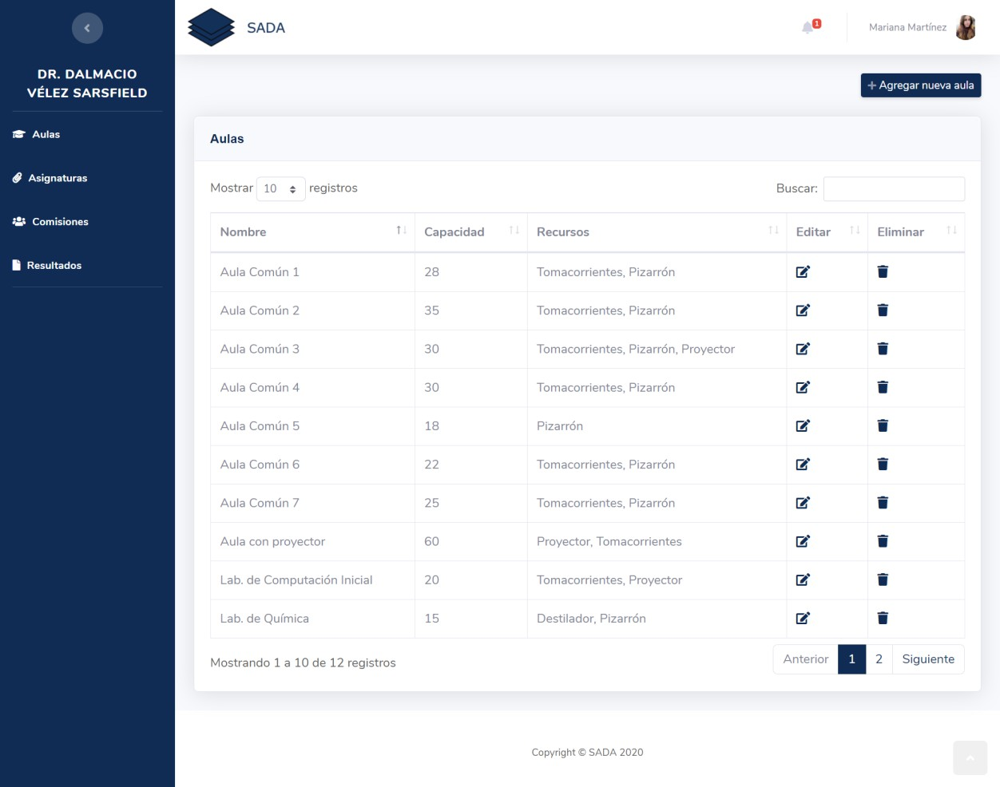 DR. DALMACIO
VÉLEZ SARSFIELD
Aulas
Asignaturas
Comisiones
Resultados
SADA
1
Mariana Martínez
+ Agregar nueva aula
Aulas
Mostrar 10 registros
Buscar:
Nombre Capacidad Recursos Editar Eliminar
Aula Común 1 28 Tomacorrientes, Pizarrón
Aula Común 2 35 Tomacorrientes, Pizarrón
Aula Común 3 30 Tomacorrientes, Pizarrón, Proyector
Aula Común 4 30 Tomacorrientes, Pizarrón
Aula Común 5 18 Pizarrón
Aula Común 6 22 Tomacorrientes, Pizarrón
Aula Común 7 25 Tomacorrientes, Pizarrón
Aula con proyector 60 Proyector, Tomacorrientes
Lab. de Computación Inicial 20 Tomacorrientes, Proyector
Lab. de Química 15 Destilador, Pizarrón
Mostrando 1 a 10 de 12 registros
Anterior 1 2 Siguiente
Copyright © SADA 2020